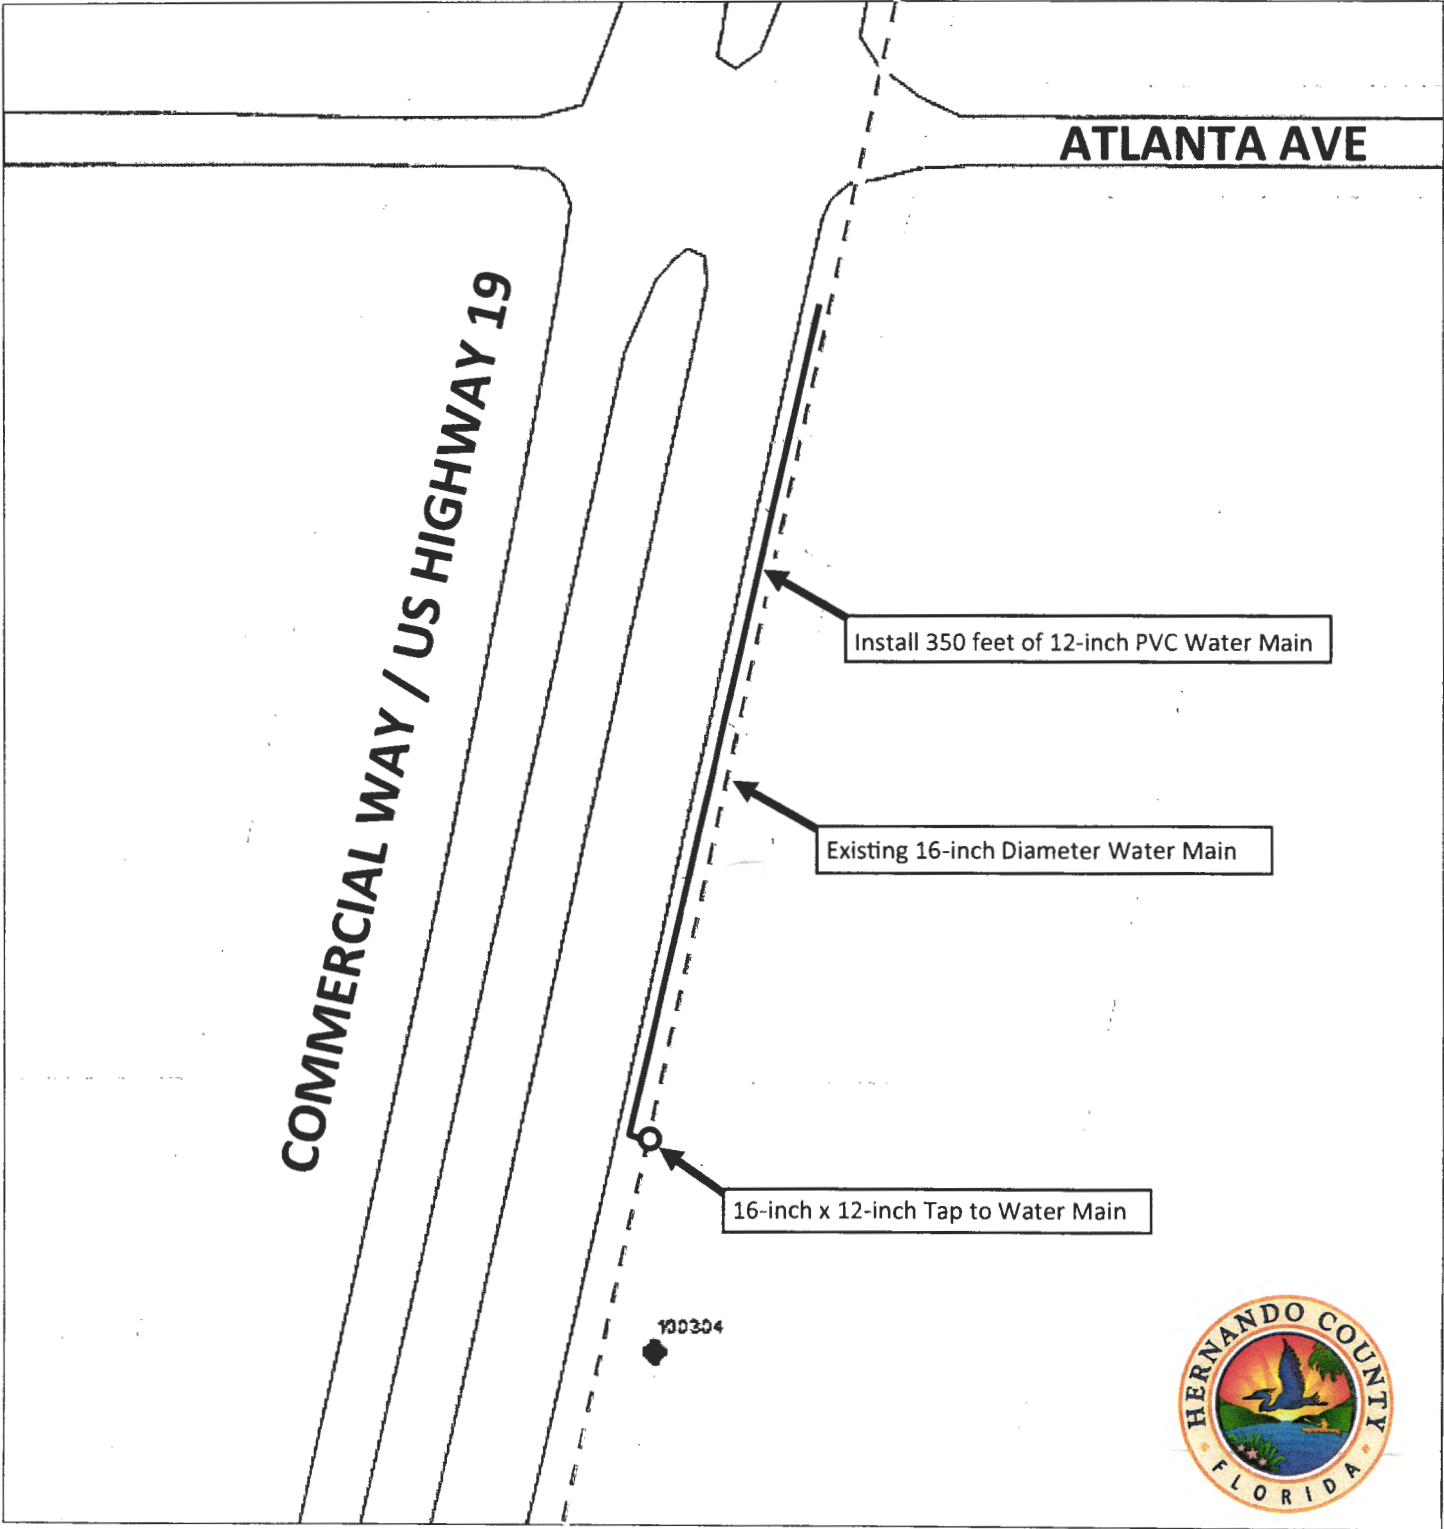 ATLANTA AVE
COMMERCIAL WAY / US HIGHWAY 19
Install 350 feet of 12-inch PVC Water Main
Existing 16-inch Diameter Water Main
16-inch x 12-inch Tap to Water Main
100304
HERNANDO COUNTY
FLORIDA